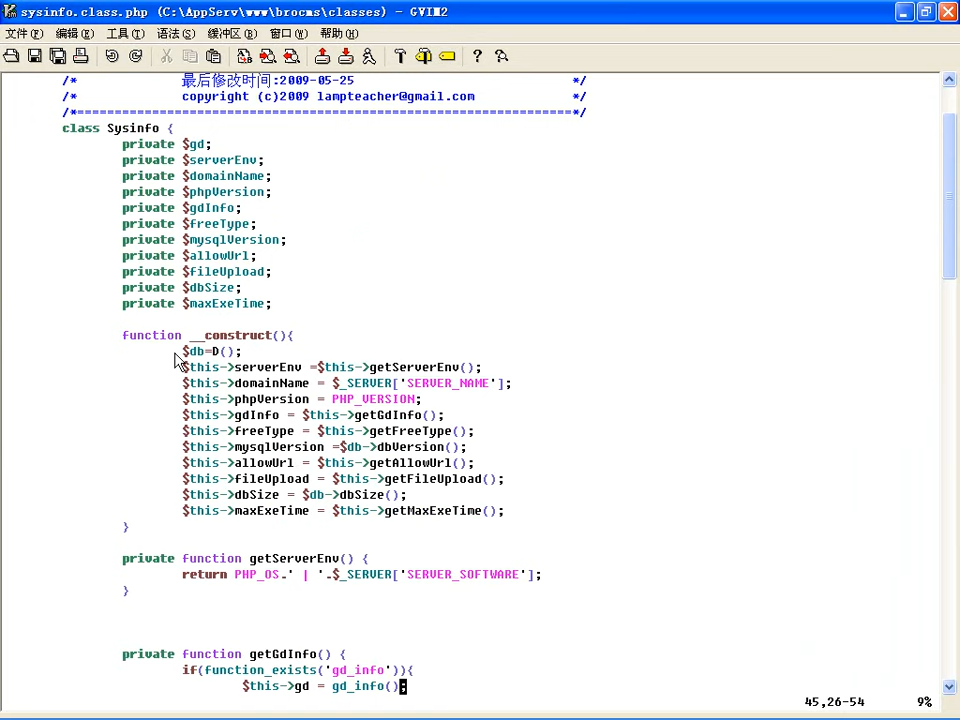 sysinfo.class.php (C:\AppServ\www\brocms\classes) - GVIM2
文件(F) 编辑(E) 工具(T) 语法(S) 缓冲区(B) 窗口(W) 帮助(H)
/* 最后修改时间:2009-05-25 */
/* copyright (c)2009 lampteacher@gmail.com */
/*==================================================================*/
class Sysinfo {
private $gd;
private $serverEnv;
private $domainName;
private $phpVersion;
private $gdInfo;
private $freeType;
private $mysqlVersion;
private $allowUrl;
private $fileUpload;
private $dbSize;
private $maxExeTime;
function __construct(){
$db=D();
$this->serverEnv =$this->getServerEnv();
$this->domainName = $_SERVER['SERVER_NAME'];
$this->phpVersion = PHP_VERSION;
$this->gdInfo = $this->getGdInfo();
$this->freeType = $this->getFreeType();
$this->mysqlVersion =$db->dbVersion();
$this->allowUrl = $this->getAllowUrl();
$this->fileUpload = $this->getFileUpload();
$this->dbSize = $db->dbSize();
$this->maxExeTime = $this->getMaxExeTime();
}
private function getServerEnv() {
return PHP_OS.' | '.$_SERVER['SERVER_SOFTWARE'];
}
private function getGdInfo() {
if(function_exists('gd_info')){
$this->gd = gd_info();
45,26-54 9%